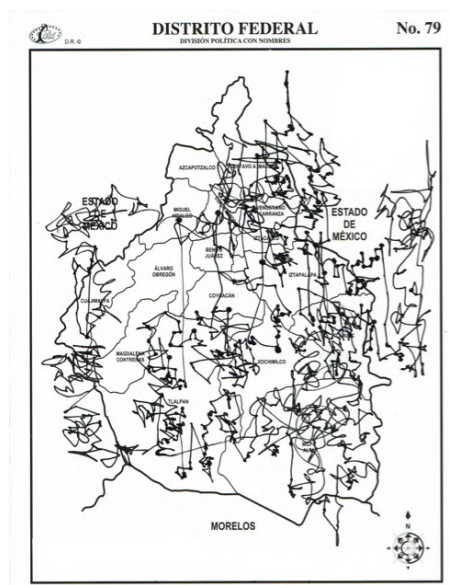 D.R. ©
DISTRITO FEDERAL
DIVISIÓN POLÍTICA CON NOMBRES
No. 79
AZCAPOTZALCO
MIGUEL
HIDALGO
CARRANZA
ESTADO
DE
MÉXICO
ESTADO
DE
MÉXICO
BENITO
JUÁREZ
ÁLVARO
OBREGÓN
IZTAPALAPA
COYOACÁN
CUAJIMALPA
MAGDALENA
CONTRERAS
XOCHIMILCO
TLALPAN
MORELOS
N